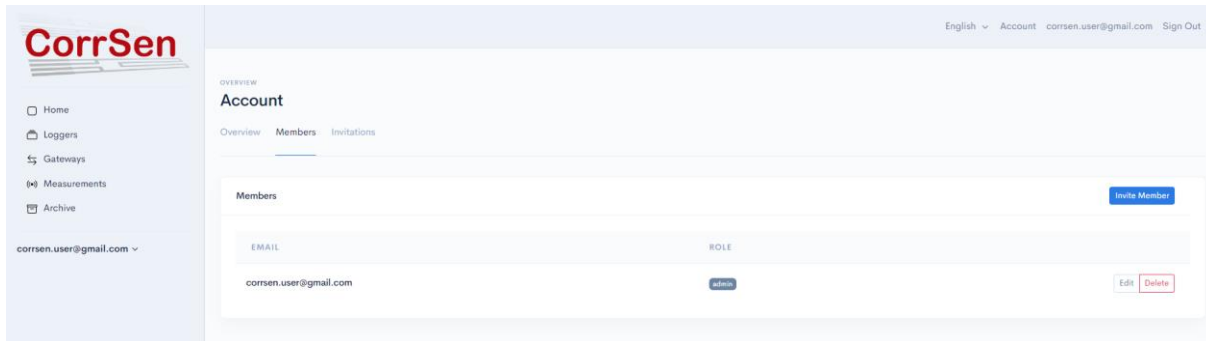 CorrSen
English Account corrsen.user@gmail.com Sign Out
Home
Loggers
Gateways
Measurements
Archive
corrsen.user@gmail.com
OVERVIEW
Account
Overview Members Invitations
Members Invite Member
EMAIL ROLE
corrsen.user@gmail.com admin Edit Delete